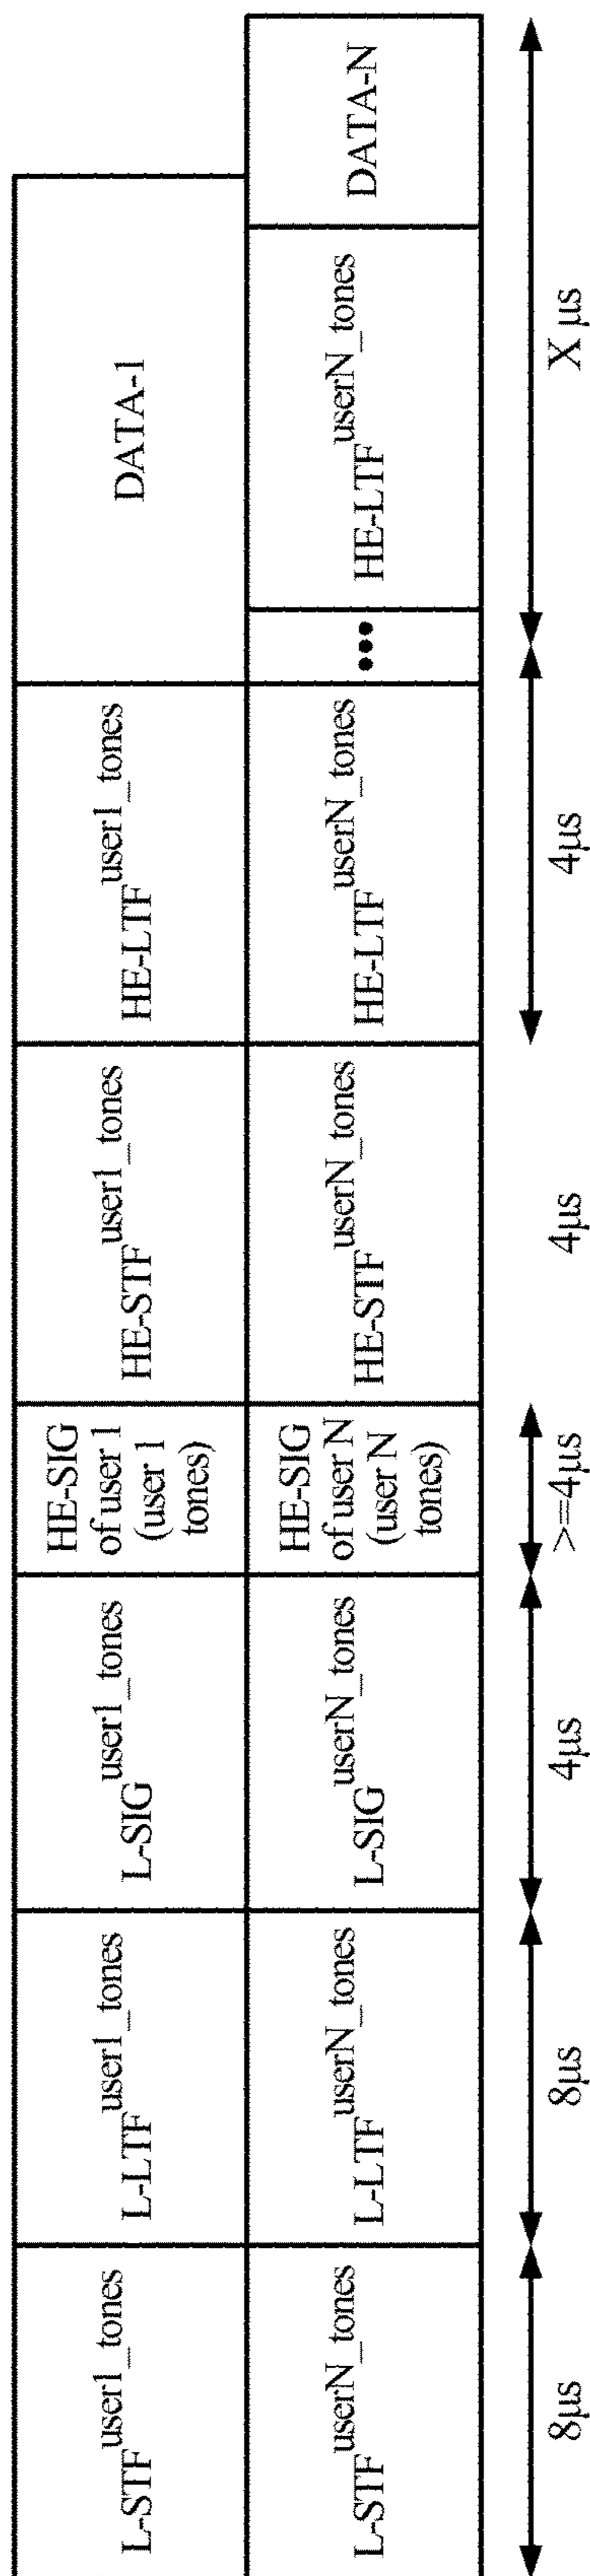 L-STF^user1_tones
L-LTF^user1_tones
L-SIG^user1_tones
HE-SIG
of user 1
(user 1
tones)
HE-STF^user1_tones
HE-LTF^user1_tones
DATA-1
L-STF^userN_tones
L-LTF^userN_tones
L-SIG^userN_tones
HE-SIG
of user N
(user N
tones)
HE-STF^userN_tones
HE-LTF^userN_tones
•••
HE-LTF^userN_tones
DATA-N
8μs
8μs
4μs
>=4μs
4μs
4μs
X μs